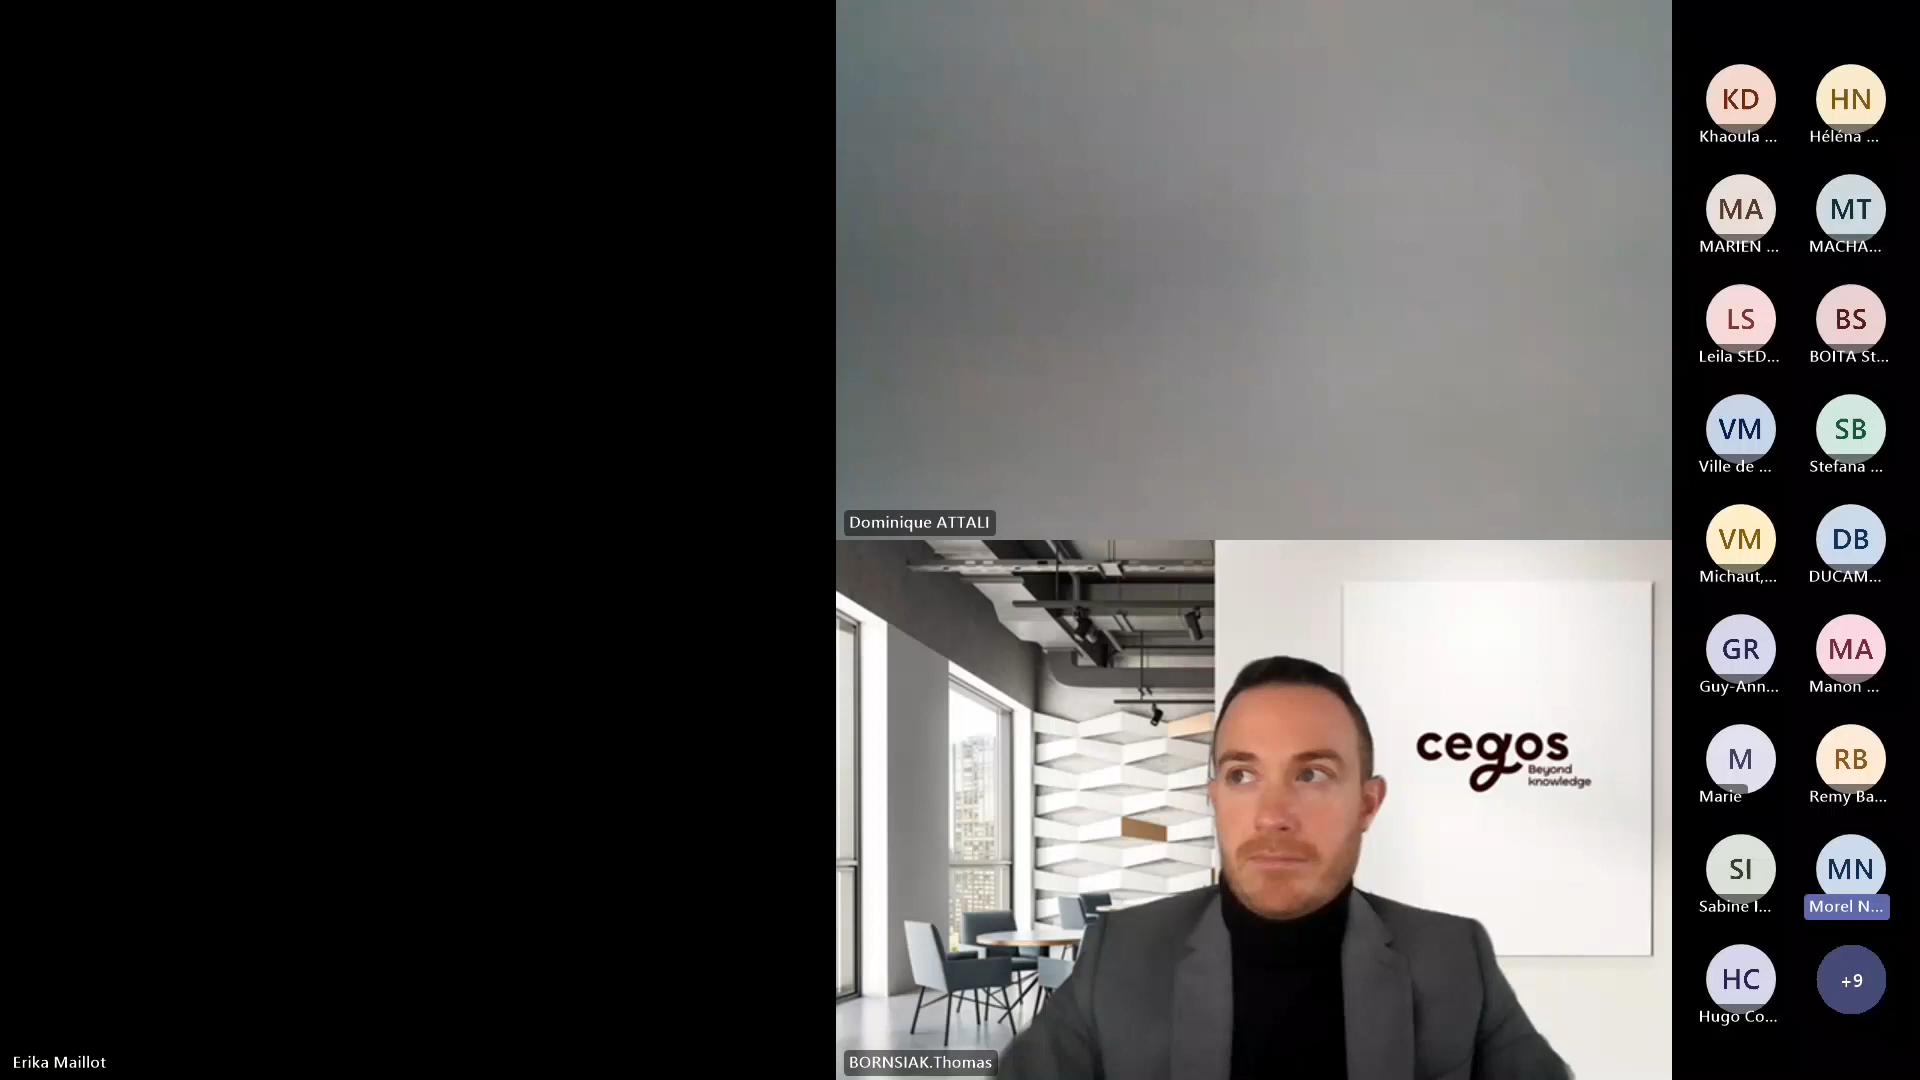 Erika Maillot
Dominique ATTALI
cegos
Beyond
knowledge
BORNSIAK.Thomas
KD
Khaoula ...
HN
Héléna ...
MA
MARIEN ...
MT
MACHA...
LS
Leila SED...
BS
BOITA St...
VM
Ville de ...
SB
Stefana ...
VM
Michaut,...
DB
DUCAM...
GR
Guy-Ann...
MA
Manon ...
M
Marie
RB
Remy Ba...
SI
Sabine I...
MN
Morel N...
HC
Hugo Co...
+9